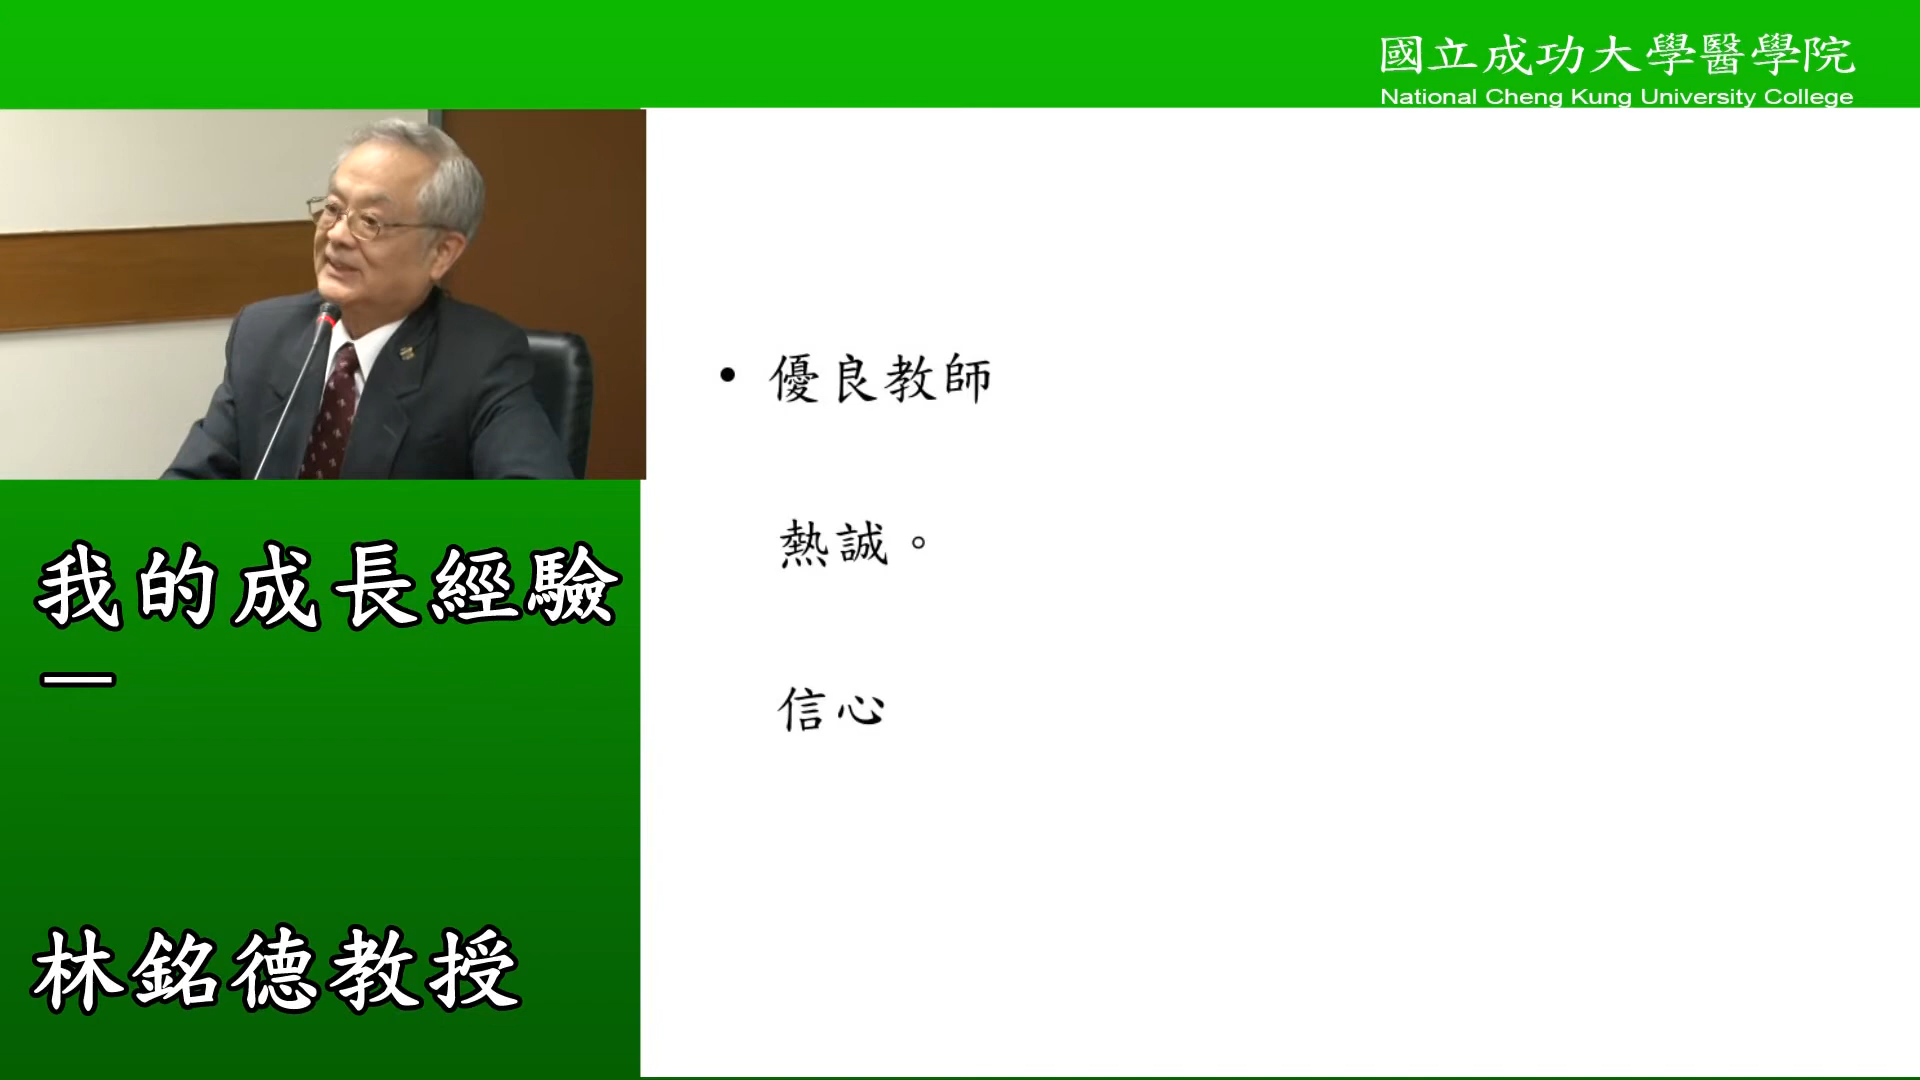 國立成功大學醫學院
National Cheng Kung University College
• 優良教師
熱誠。
信心
我的成長經驗
一
林銘德教授